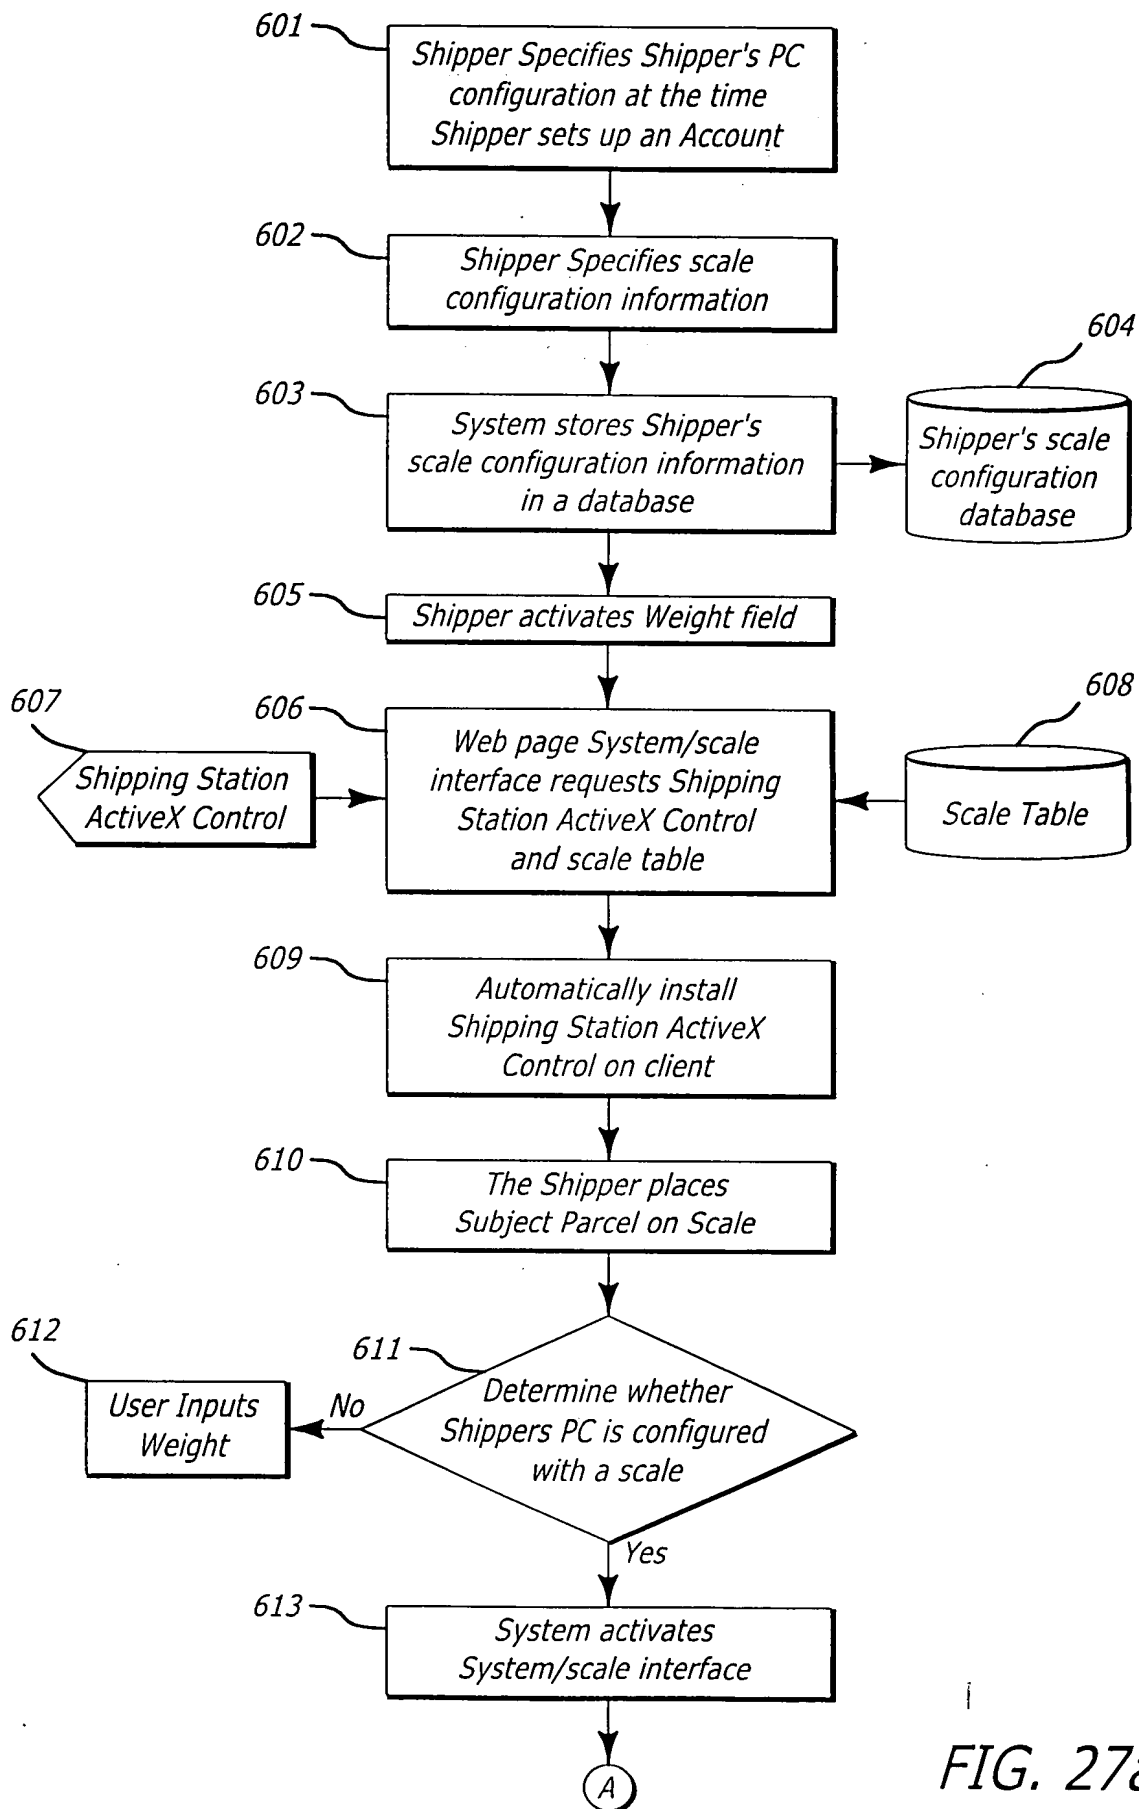 601
Shipper Specifies Shipper's PC
configuration at the time
Shipper sets up an Account
602
Shipper Specifies scale
configuration information
603
System stores Shipper's
scale configuration information
in a database
604
Shipper's scale
configuration
database
605
Shipper activates Weight field
606
Web page System/scale
interface requests Shipping
Station ActiveX Control
and scale table
607
Shipping Station
ActiveX Control
608
Scale Table
609
Automatically install
Shipping Station ActiveX
Control on client
610
The Shipper places
Subject Parcel on Scale
611
Determine whether
Shippers PC is configured
with a scale
No
612
User Inputs
Weight
Yes
613
System activates
System/scale interface
A
FIG. 27a